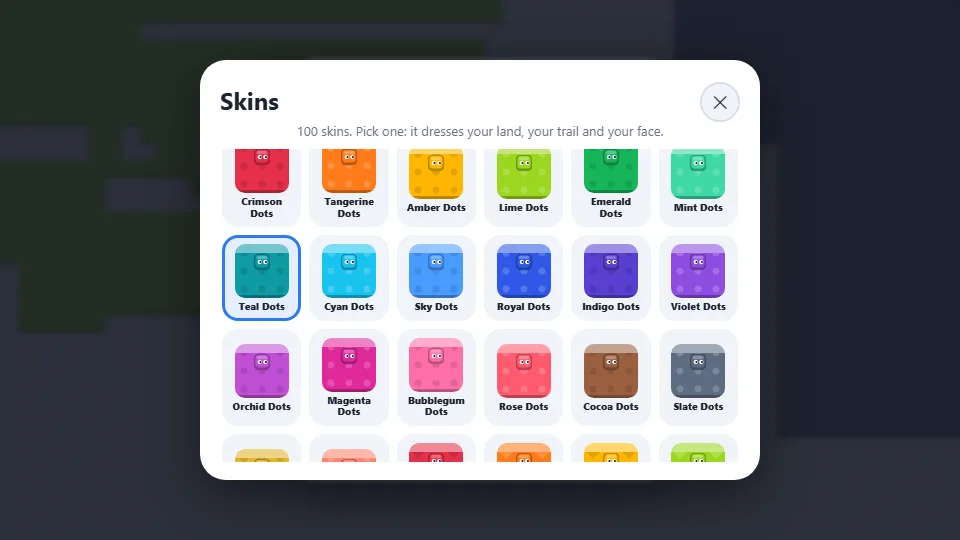 Skins
100 skins. Pick one: it dresses your land, your trail and your face.
Crimson Dots
Tangerine Dots
Amber Dots
Lime Dots
Emerald Dots
Mint Dots
Teal Dots
Cyan Dots
Sky Dots
Royal Dots
Indigo Dots
Violet Dots
Orchid Dots
Magenta Dots
Bubblegum Dots
Rose Dots
Cocoa Dots
Slate Dots